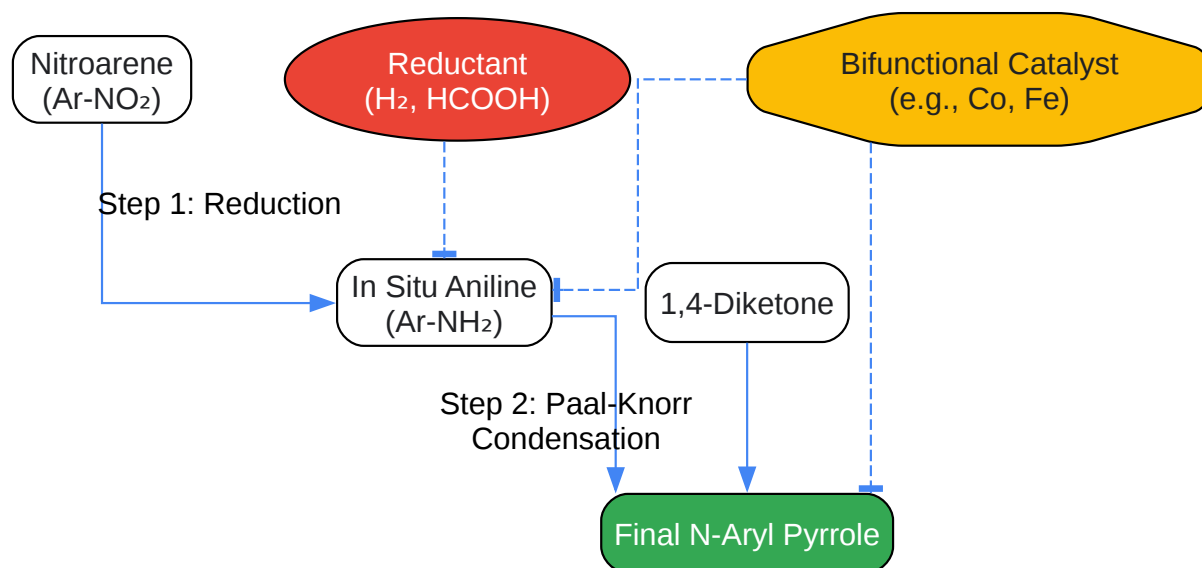 Nitroarene
(Ar-NO₂)
Reductant
(H₂, HCOOH)
Bifunctional Catalyst
(e.g., Co, Fe)
Step 1: Reduction
In Situ Aniline
(Ar-NH₂)
1,4-Diketone
Step 2: Paal-Knorr
Condensation
Final N-Aryl Pyrrole